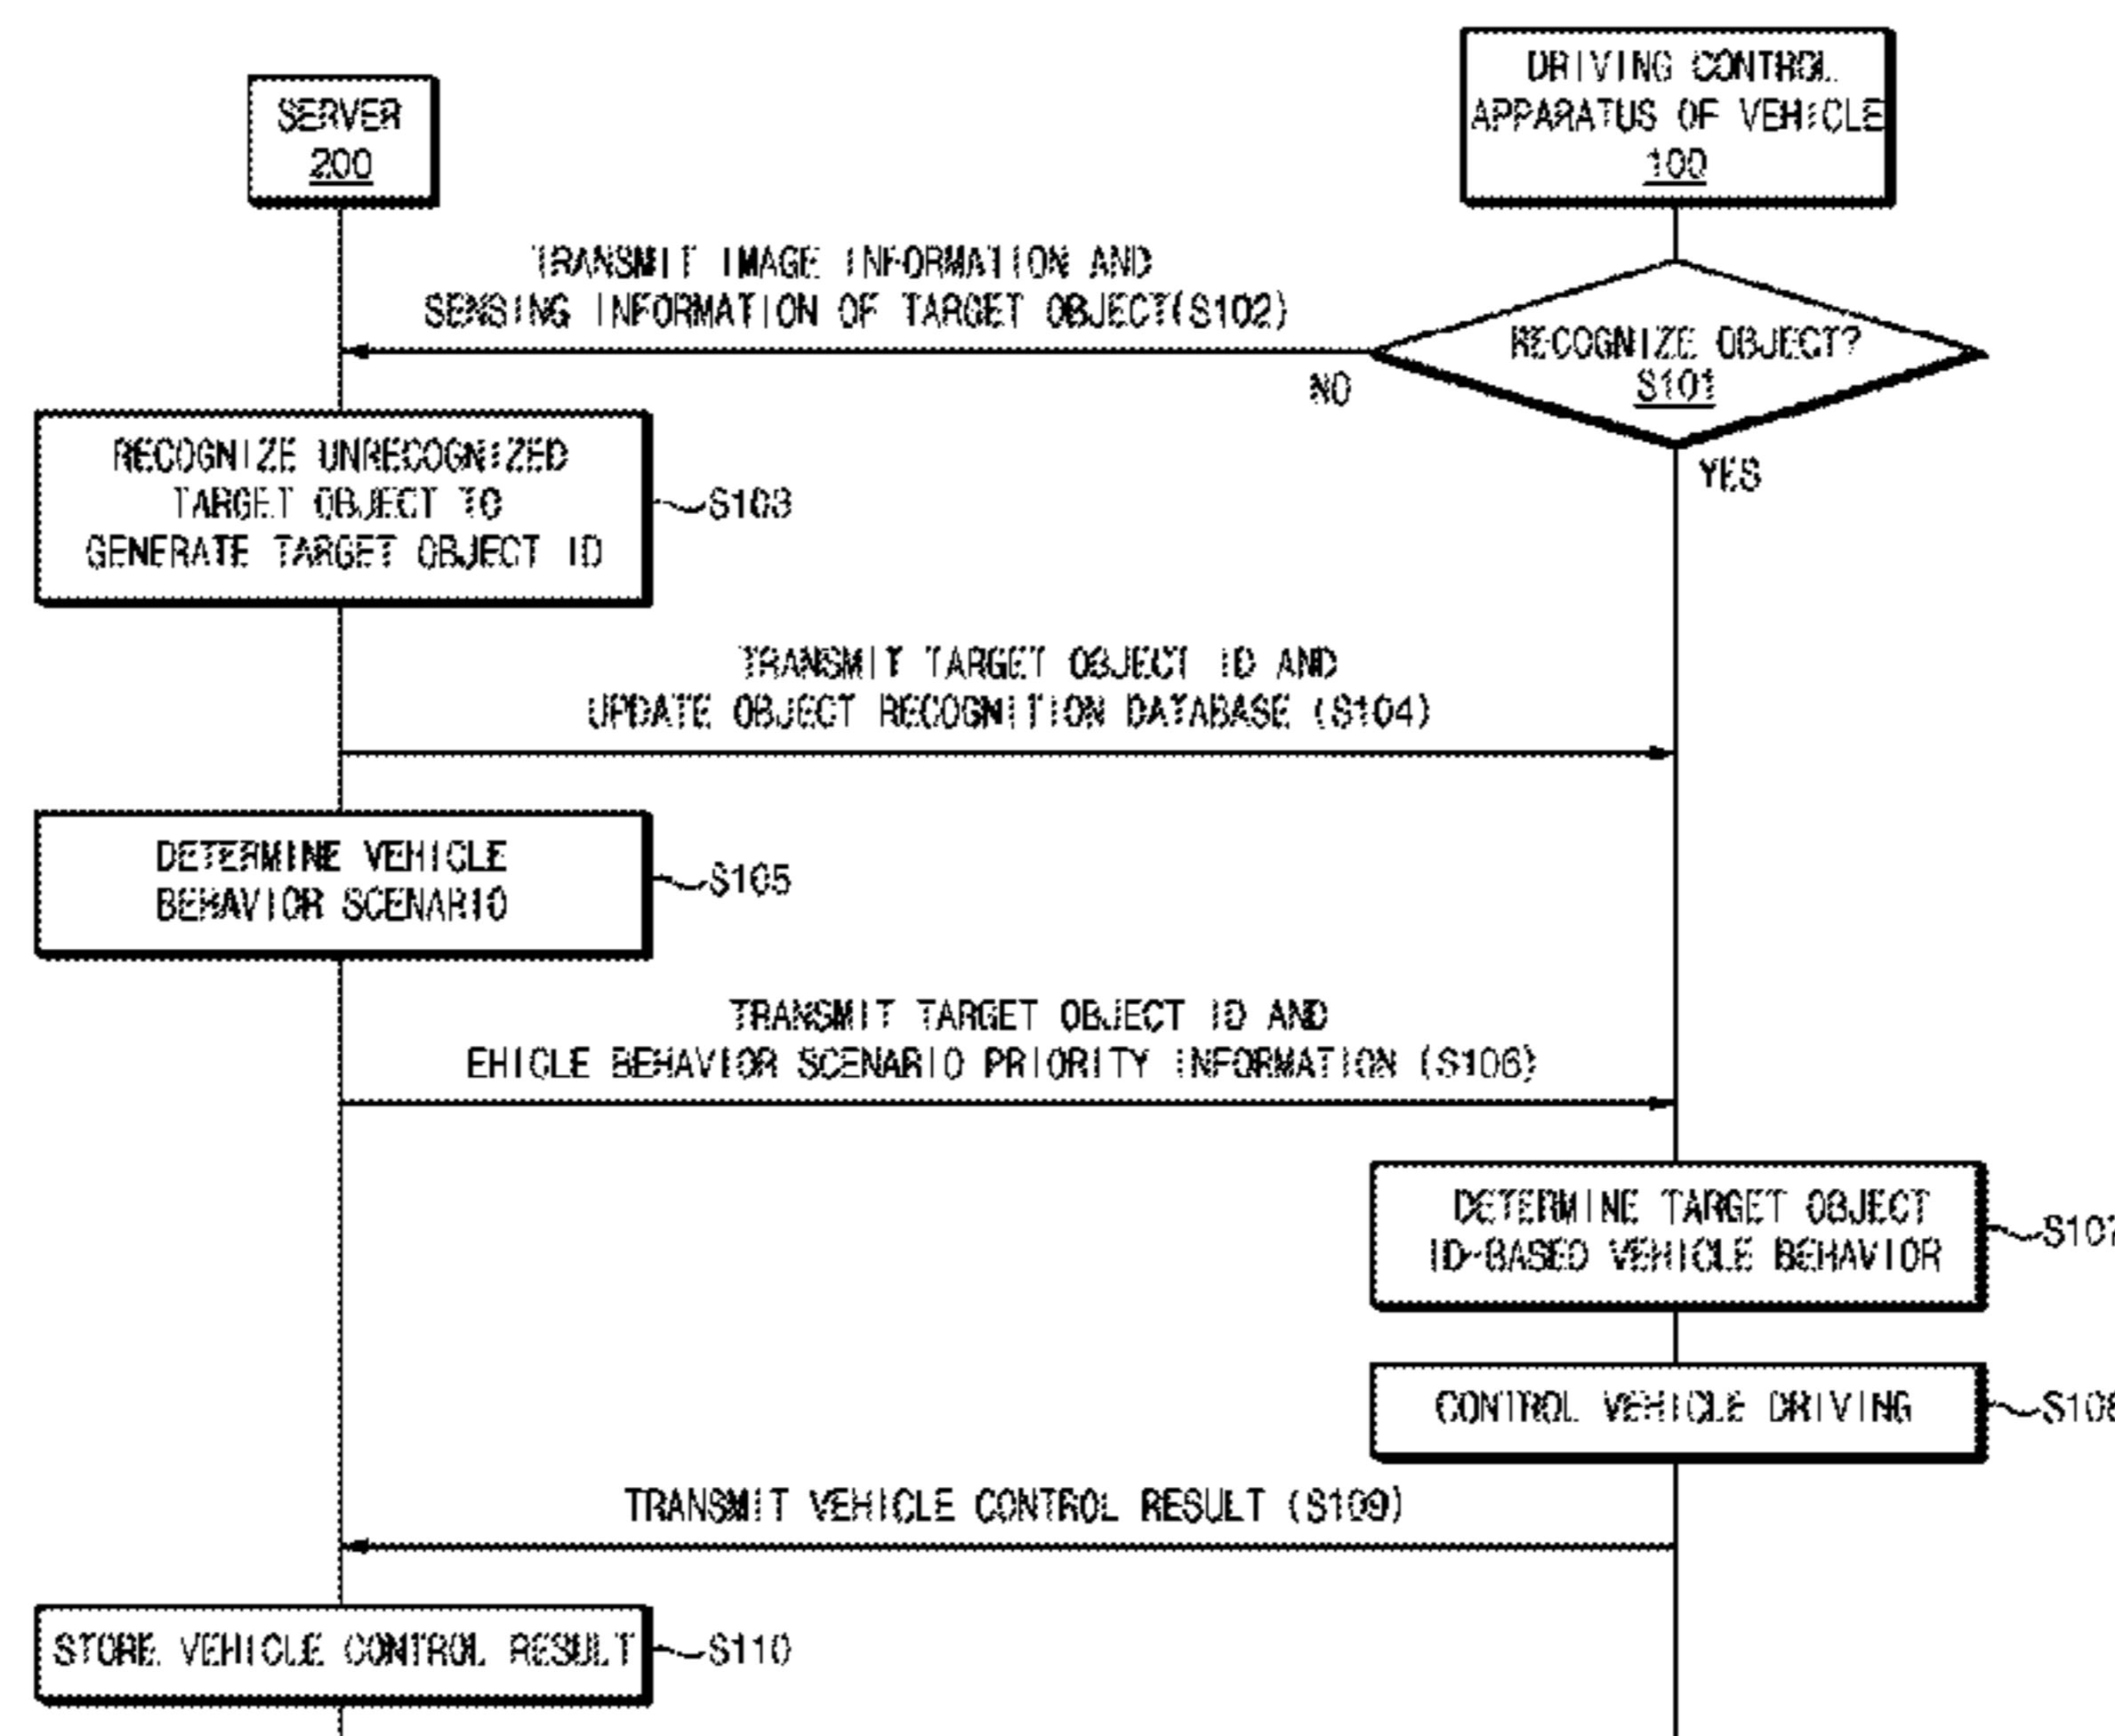 SERVER
200
DRIVING CONTROL
APPARATUS OF VEHICLE
100
TRANSMIT IMAGE INFORMATION AND
SENSING INFORMATION OF TARGET OBJECT(S102)
RECOGNIZE OBJECT?
S101
NO
YES
RECOGNIZE UNRECOGNIZED
TARGET OBJECT TO
GENERATE TARGET OBJECT ID
S103
TRANSMIT TARGET OBJECT ID AND
UPDATE OBJECT RECOGNITION DATABASE (S104)
DETERMINE VEHICLE
BEHAVIOR SCENARIO
S105
TRANSMIT TARGET OBJECT ID AND
EHICLE BEHAVIOR SCENARIO PRIORITY INFORMATION (S106)
DETERMINE TARGET OBJECT
ID-BASED VEHICLE BEHAVIOR
S107
CONTROL VEHICLE DRIVING
S108
TRANSMIT VEHICLE CONTROL RESULT (S109)
STORE VEHICLE CONTROL RESULT
S110